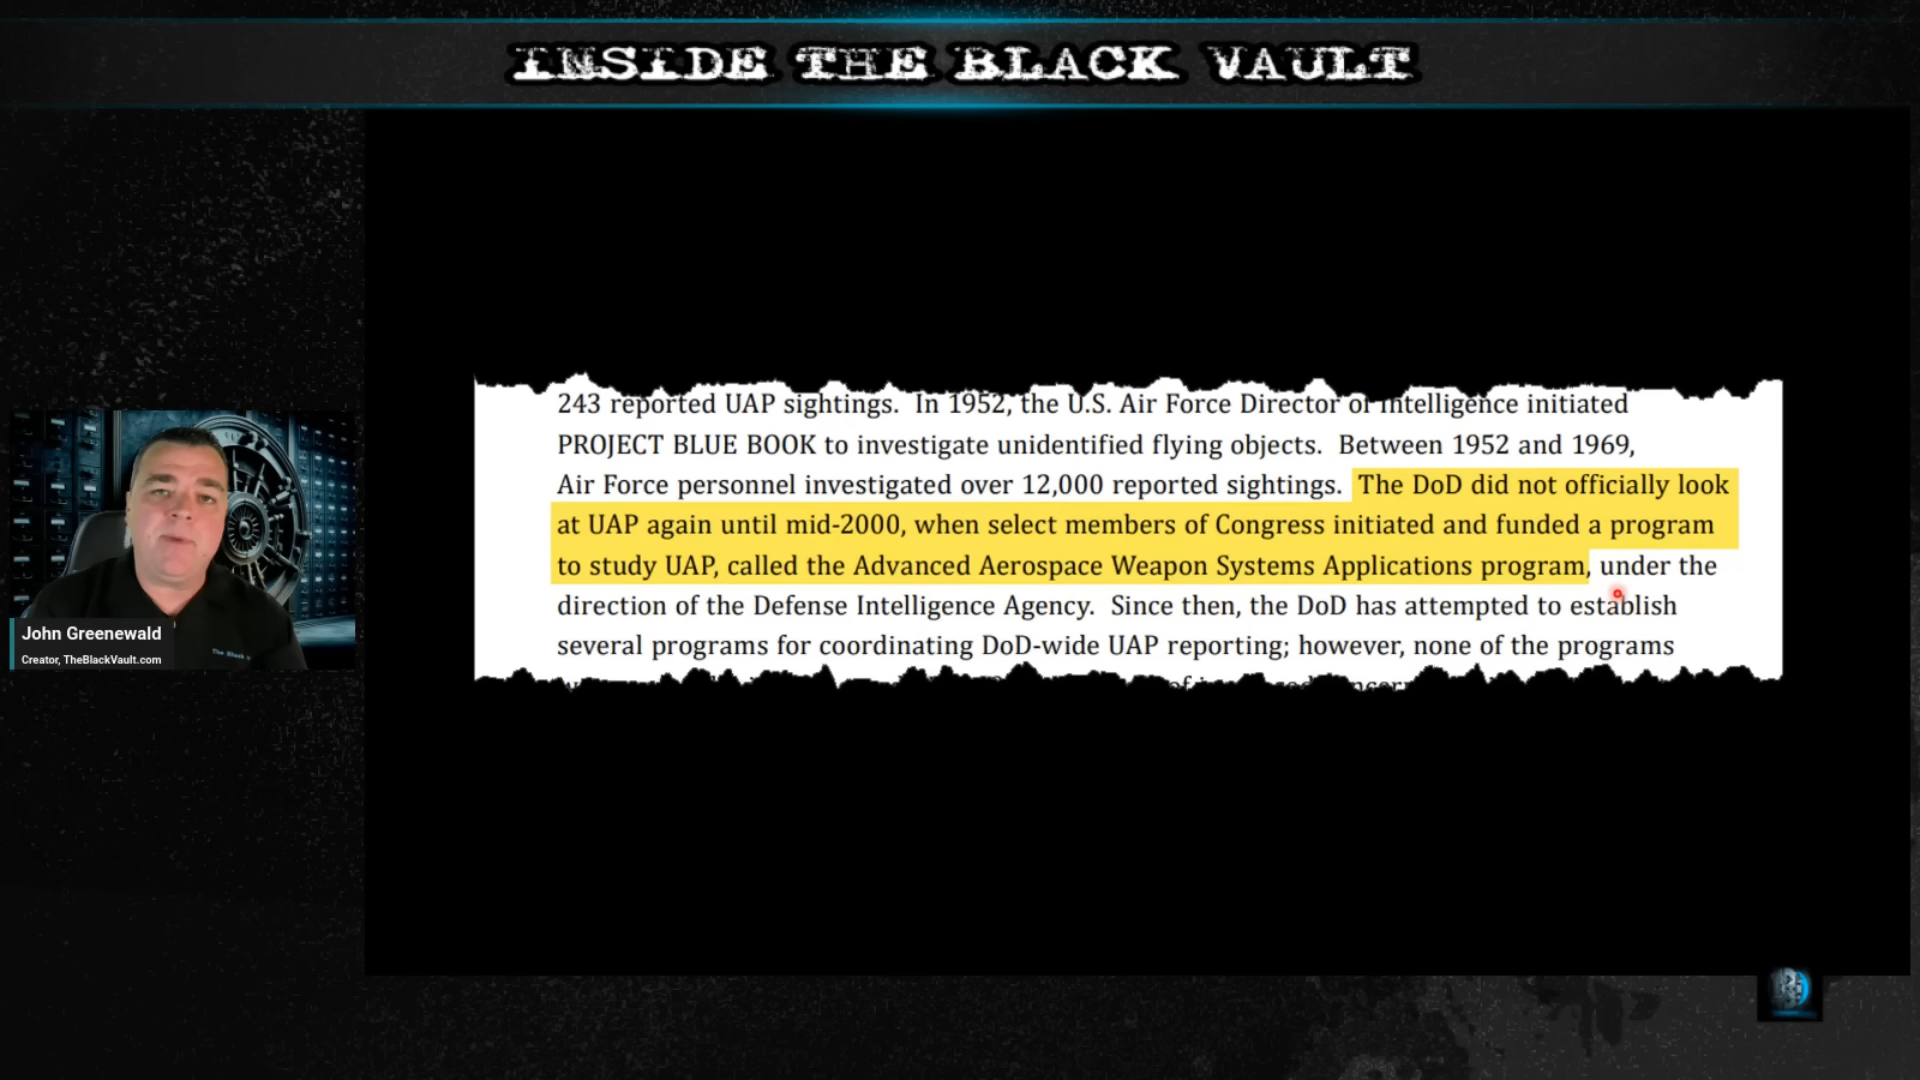 INSIDE THE BLACK VAULT
243 reported UAP sightings.  In 1952, the U.S. Air Force Director of Intelligence initiated
PROJECT BLUE BOOK to investigate unidentified flying objects.  Between 1952 and 1969,
Air Force personnel investigated over 12,000 reported sightings.  The DoD did not officially look
at UAP again until mid-2000, when select members of Congress initiated and funded a program
to study UAP, called the Advanced Aerospace Weapon Systems Applications program, under the
direction of the Defense Intelligence Agency.  Since then, the DoD has attempted to establish
several programs for coordinating DoD-wide UAP reporting; however, none of the programs
John Greenewald
Creator, TheBlackVault.com
The Black